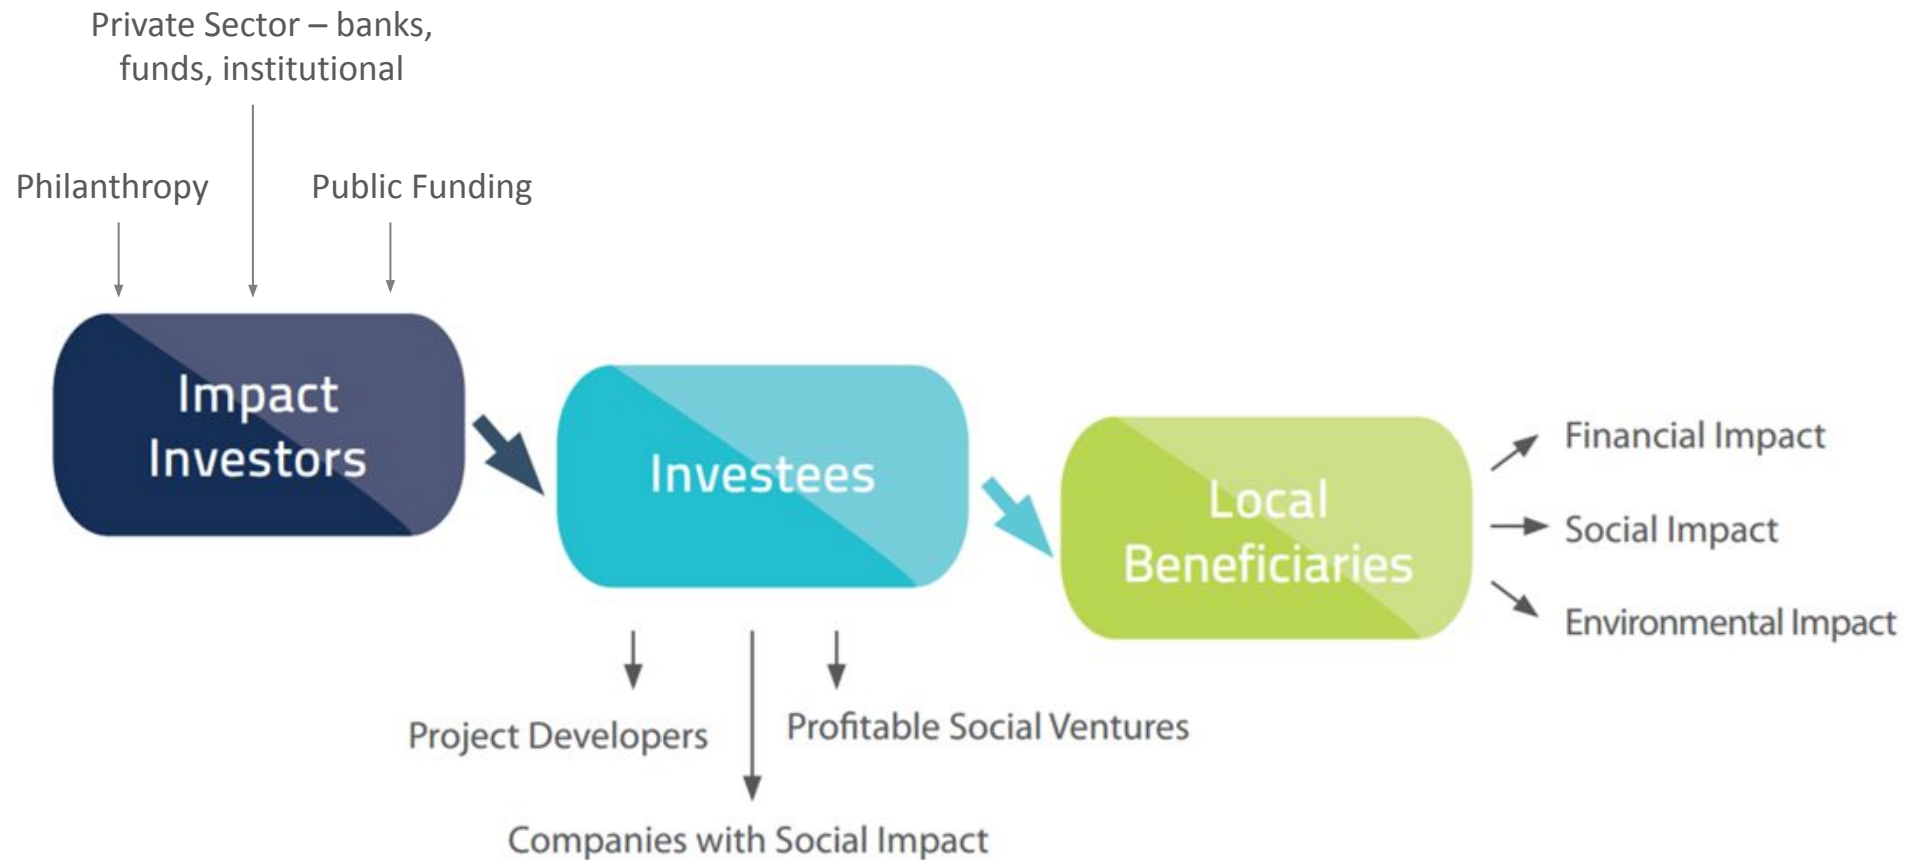 Private Sector – banks,
funds, institutional
Philanthropy
Public Funding
Impact
Investors
Investees
Local
Beneficiaries
Financial Impact
Social Impact
Environmental Impact
Project Developers
Profitable Social Ventures
Companies with Social Impact